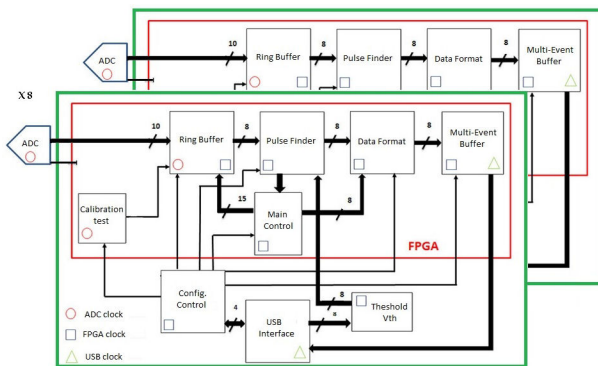 10
8
8
8
ADC
Ring Buffer
Pulse Finder
Data Format
Multi-Event
Buffer
X 8
10
8
8
8
ADC
Ring Buffer
Pulse Finder
Data Format
Multi-Event
Buffer
15
8
Calibration
test
Main
Control
FPGA
Config.
Control
ADC clock
FPGA clock
USB clock
4
USB
Interface
8
8
Theshold
Vth